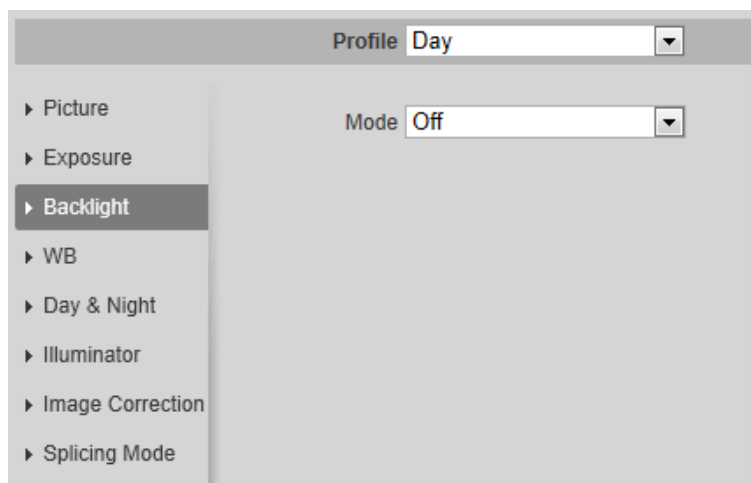 Profile Day
Picture
Mode Off
Exposure
Backlight
WB
Day & Night
Illuminator
Image Correction
Splicing Mode